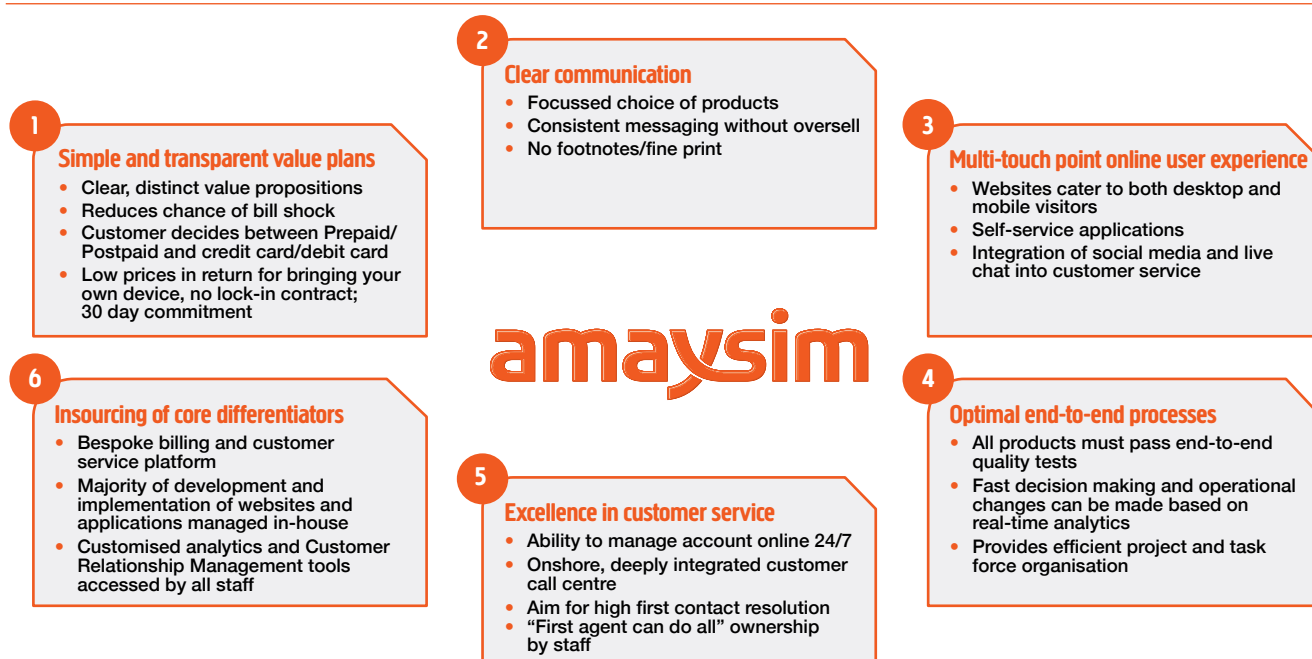 1
Simple and transparent value plans
• Clear, distinct value propositions
• Reduces chance of bill shock
• Customer decides between Prepaid/
Postpaid and credit card/debit card
• Low prices in return for bringing your
own device, no lock-in contract;
30 day commitment
2
Clear communication
• Focussed choice of products
• Consistent messaging without oversell
• No footnotes/fine print
3
Multi-touch point online user experience
• Websites cater to both desktop and
mobile visitors
• Self-service applications
• Integration of social media and live
chat into customer service
amaysim
4
Optimal end-to-end processes
• All products must pass end-to-end
quality tests
• Fast decision making and operational
changes can be made based on
real-time analytics
• Provides efficient project and task
force organisation
5
Excellence in customer service
• Ability to manage account online 24/7
• Onshore, deeply integrated customer
call centre
• Aim for high first contact resolution
• “First agent can do all” ownership
by staff
6
Insourcing of core differentiators
• Bespoke billing and customer
service platform
• Majority of development and
implementation of websites and
applications managed in-house
• Customised analytics and Customer
Relationship Management tools
accessed by all staff